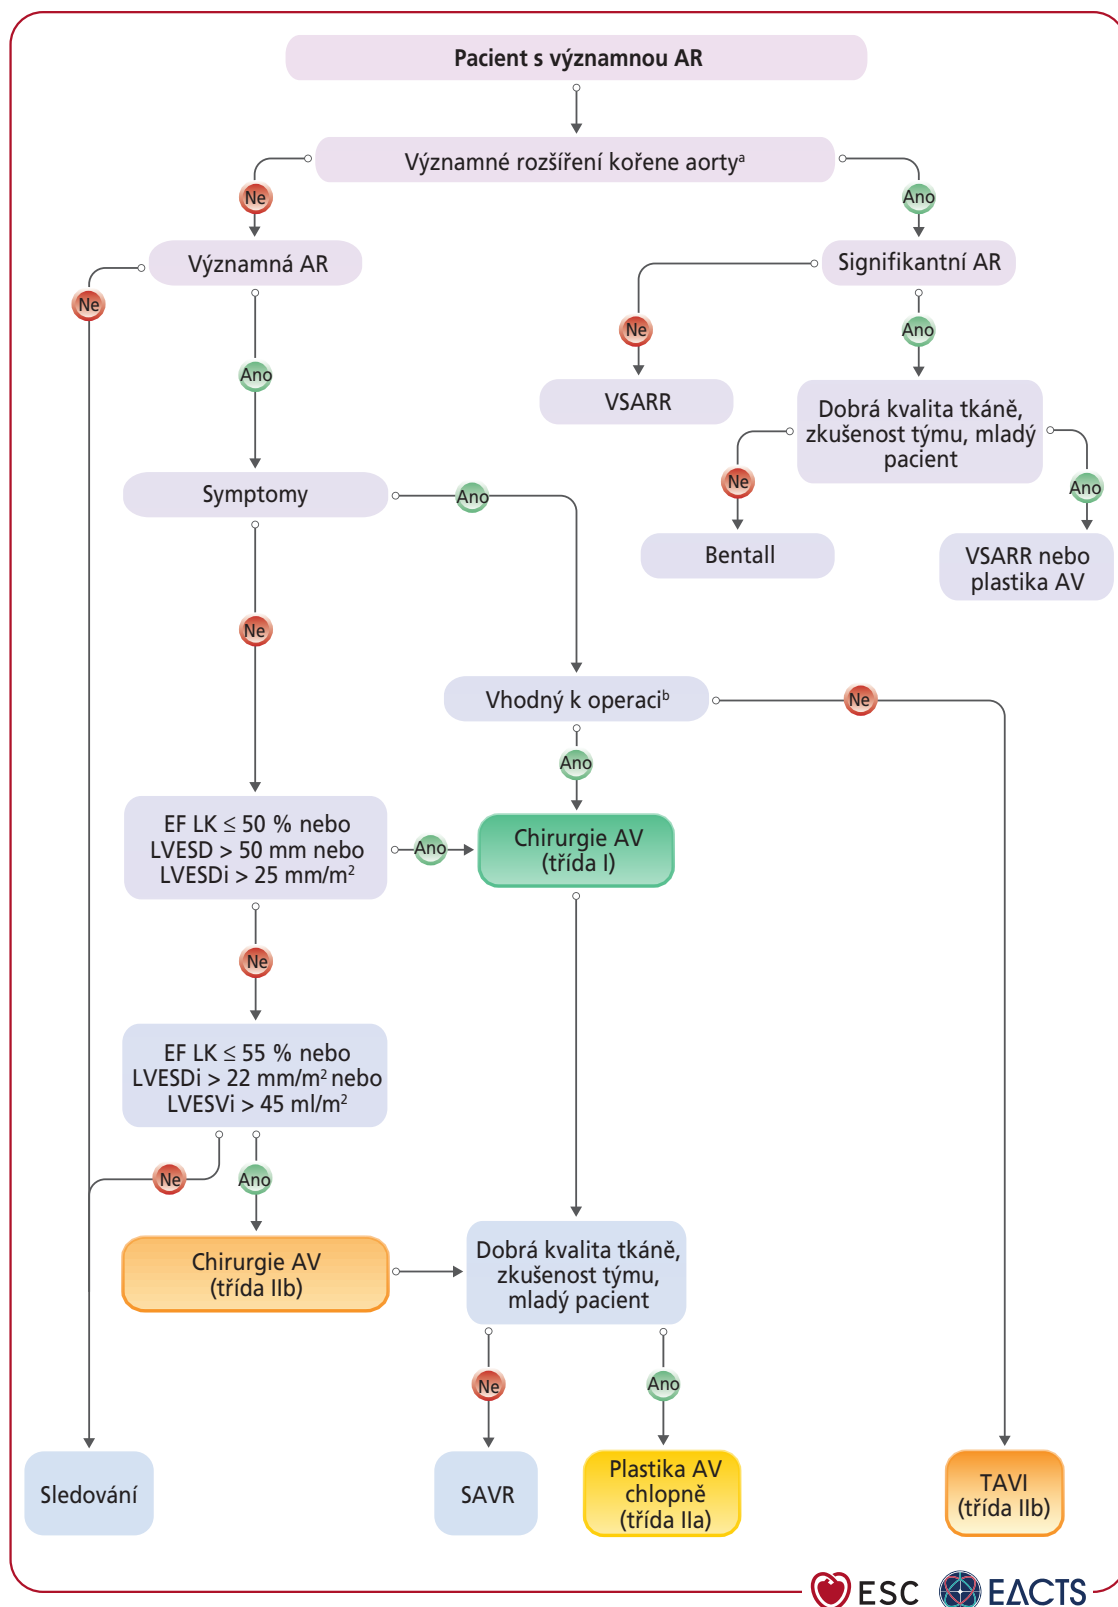 Pacient s významnou AR
Významné rozšíření kořene aortyᵃ
Ne
Ano
Významná AR
Signifikantní AR
Ne
Ne
Ano
Ano
VSARR
Dobrá kvalita tkáně,
zkušenost týmu, mladý
pacient
Symptomy
Ano
Ne
Ano
Bentall
VSARR nebo
plastika AV
Ne
Vhodný k operaciᵇ
Ne
Ano
EF LK ≤ 50 % nebo
LVESD > 50 mm nebo
LVESDi > 25 mm/m²
Ano
Chirurgie AV
(třída I)
Ne
EF LK ≤ 55 % nebo
LVESDi > 22 mm/m² nebo
LVESVi > 45 ml/m²
Ne
Ano
Chirurgie AV
(třída IIb)
Dobrá kvalita tkáně,
zkušenost týmu,
mladý pacient
Ne
Ano
Sledování
SAVR
Plastika AV
chlopně
(třída IIa)
TAVI
(třída IIb)
ESC
EACTS